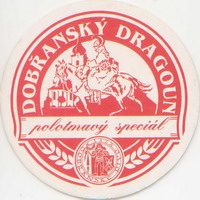 DOBRANSKÝ DRAGOUN
polotmavý speciál